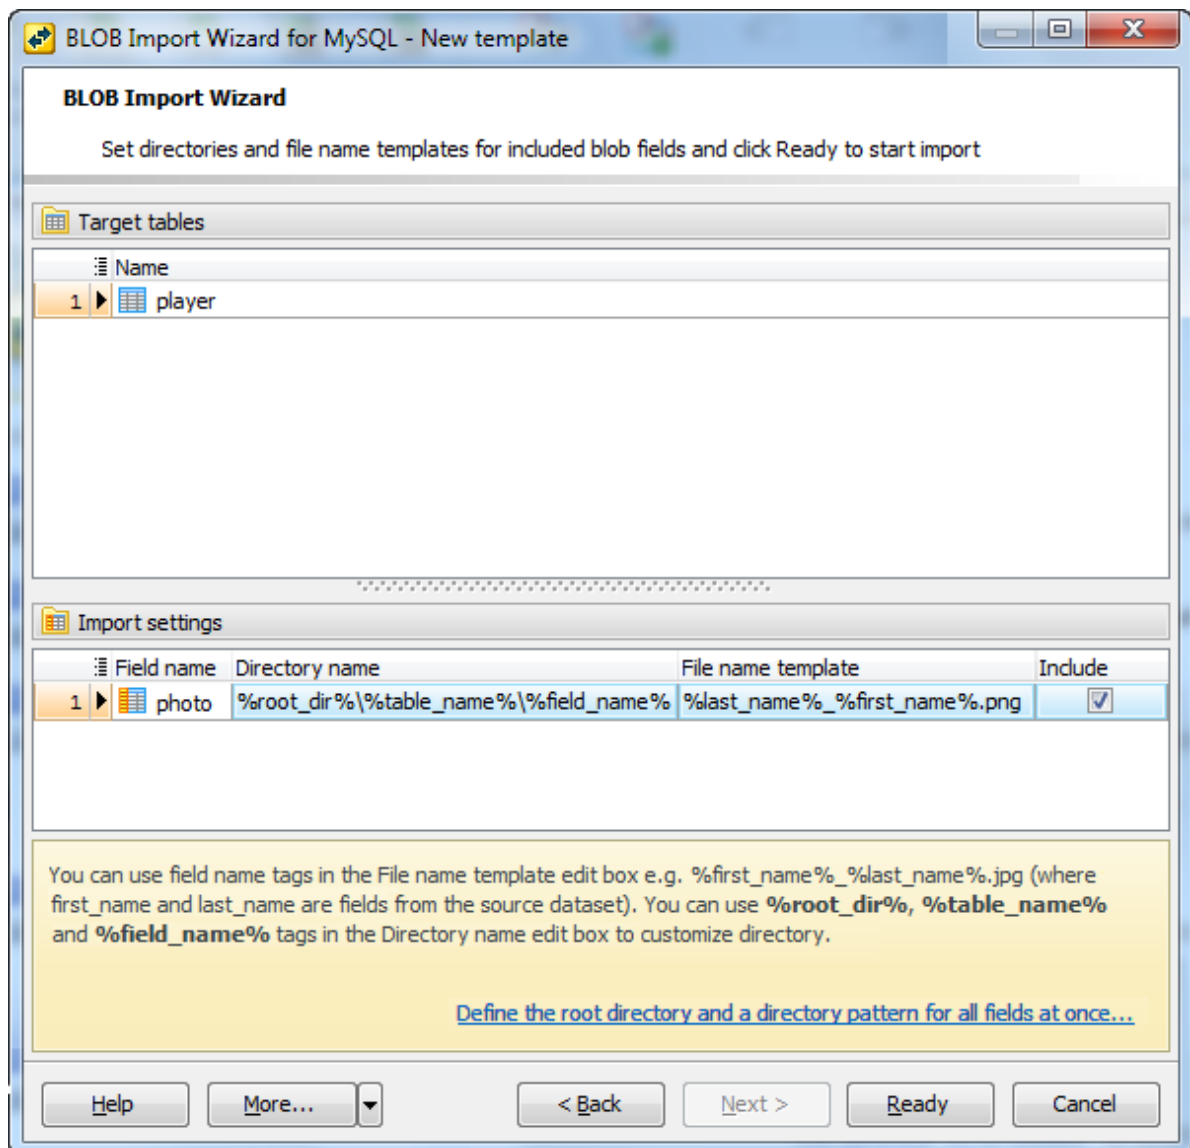 BLOB Import Wizard for MySQL - New template
BLOB Import Wizard
Set directories and file name templates for included blob fields and click Ready to start import
Target tables
Name
1 player
Import settings
Field name Directory name File name template Include
1 photo %root_dir%\%table_name%\%field_name% %last_name%_%first_name%.png
You can use field name tags in the File name template edit box e.g. %first_name%_%last_name%.jpg (where
first_name and last_name are fields from the source dataset). You can use %root_dir%, %table_name%
and %field_name% tags in the Directory name edit box to customize directory.
Define the root directory and a directory pattern for all fields at once...
Help More... < Back Next > Ready Cancel